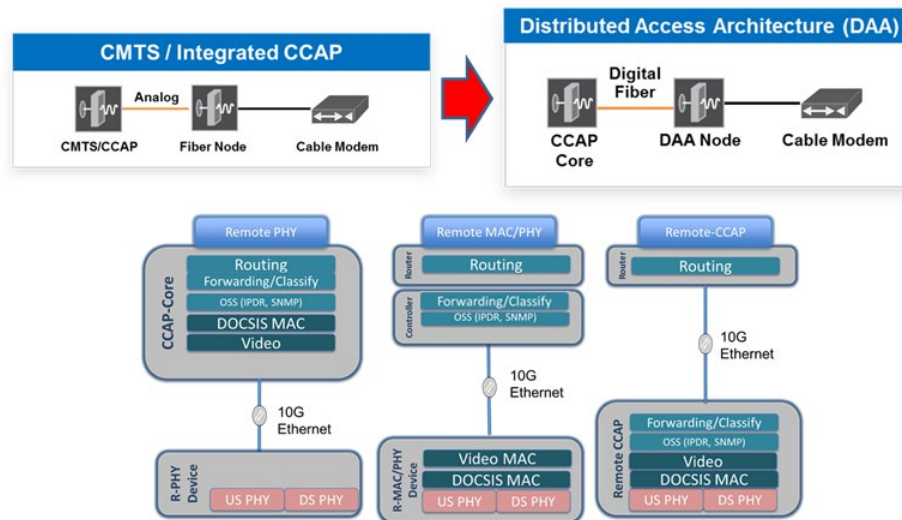 CMTS / Integrated CCAP
Analog
CMTS/CCAP
Fiber Node
Cable Modem
Distributed Access Architecture (DAA)
Digital
Fiber
CCAP
Core
DAA Node
Cable Modem
Remote PHY
CCAP-Core
Routing
Forwarding/Classify
OSS (IPDR, SNMP)
DOCSIS MAC
Video
10G
Ethernet
R-PHY
Device
US PHY
DS PHY
Remote MAC/PHY
Router
Routing
Controller
Forwarding/Classify
OSS (IPDR, SNMP)
10G
Ethernet
R-MAC/PHY
Device
Video MAC
DOCSIS MAC
US PHY
DS PHY
Remote-CCAP
Router
Routing
10G
Ethernet
Remote CCAP
Forwarding/Classify
OSS (IPDR, SNMP)
Video
DOCSIS MAC
US PHY
DS PHY